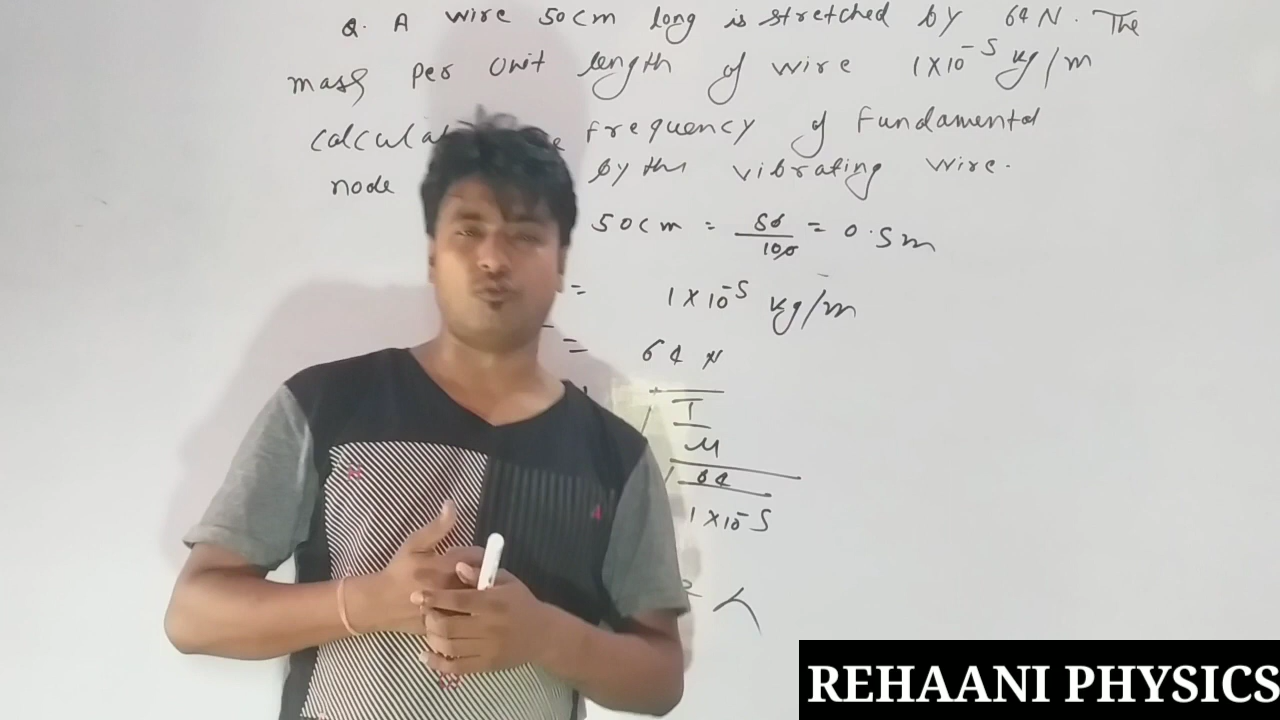 Q. A wire 50cm long is stretched by 64 N. The
mass per unit length of wire 1×10⁻⁵ kg/m
calculat e frequency of Fundamental
node by the vibrating wire.
50cm = 50/100 = 0.5m
= 1×10⁻⁵ kg/m
= 64 N
√T/μ
√64/1×10⁻⁵
REHAANI PHYSICS